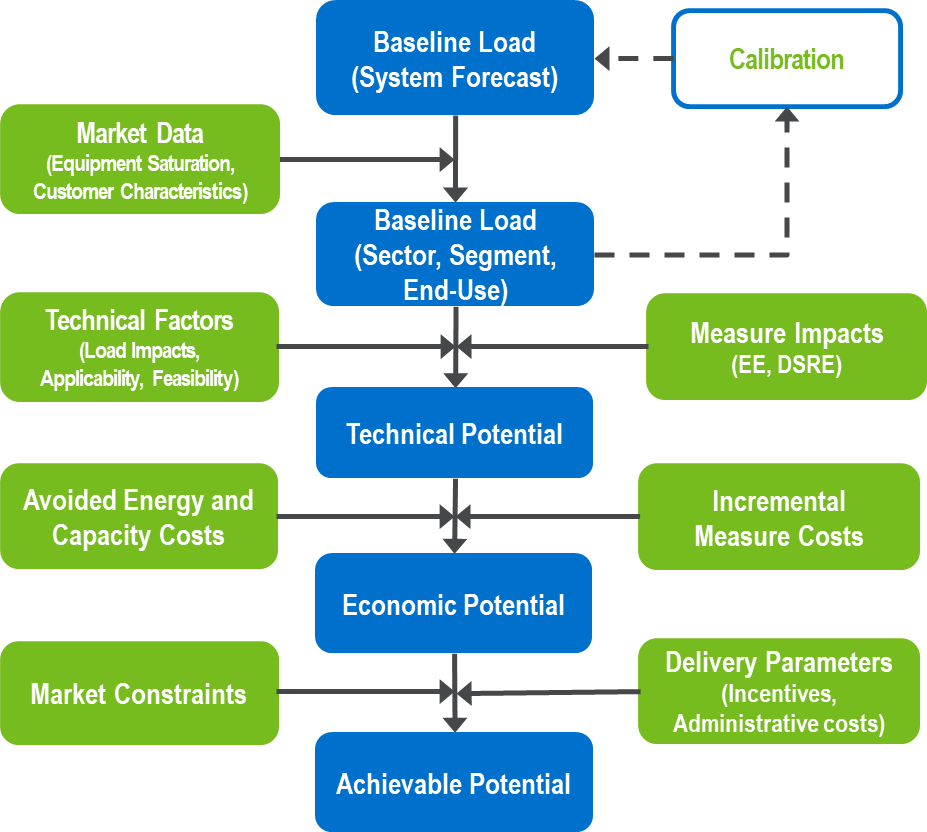 Baseline Load
(System Forecast)
Calibration
Market Data
(Equipment Saturation,
Customer Characteristics)
Baseline Load
(Sector, Segment,
End-Use)
Technical Factors
(Load Impacts,
Applicability, Feasibility)
Measure Impacts
(EE, DSRE)
Technical Potential
Avoided Energy and
Capacity Costs
Incremental
Measure Costs
Economic Potential
Market Constraints
Delivery Parameters
(Incentives,
Administrative costs)
Achievable Potential